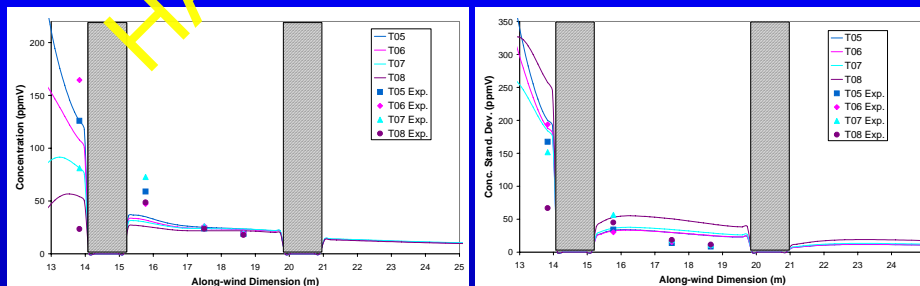 Concentration (ppmV)
200
150
100
50
0
13 14 15 16 17 18 19 20 21 22 23 24 25
Along-wind Dimension (m)
T05
T06
T07
T08
T05 Exp.
T06 Exp.
T07 Exp.
T08 Exp.
Conc. Stand. Dev. (ppmV)
350
300
250
200
150
100
50
0
13 14 15 16 17 18 19 20 21 22 23 24
Along-wind Dimension (m)
T05
T06
T07
T08
T05 Exp.
T06 Exp.
T07 Exp.
T08 Exp.